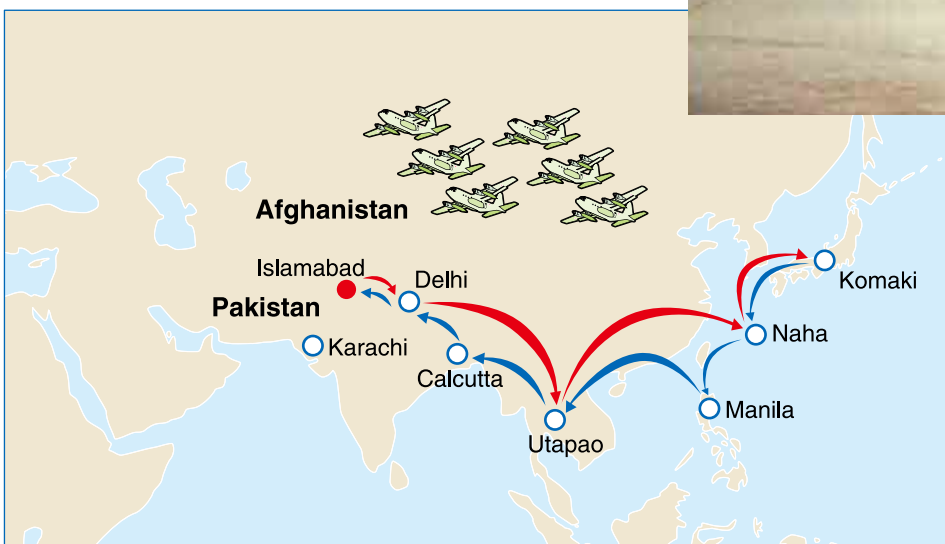 Afghanistan
Islamabad
Delhi
Pakistan
Karachi
Calcutta
Utapao
Komaki
Naha
Manila